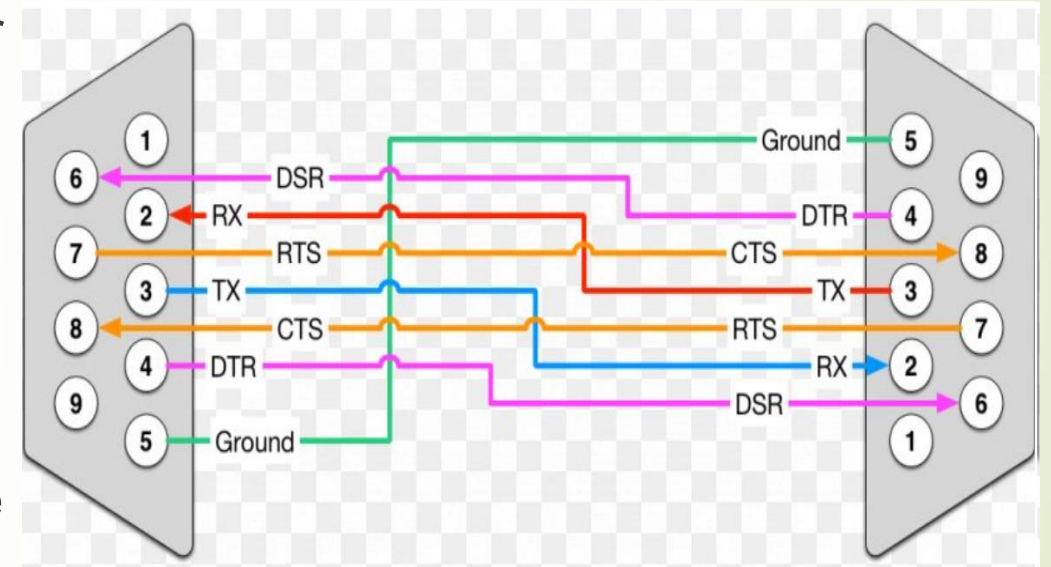 1 Ground 5
6 DSR 9
2 RX DTR 4
7 RTS CTS 8
3 TX TX 3
8 CTS RTS 7
4 DTR RX 2
9 DSR 6
5 Ground 1